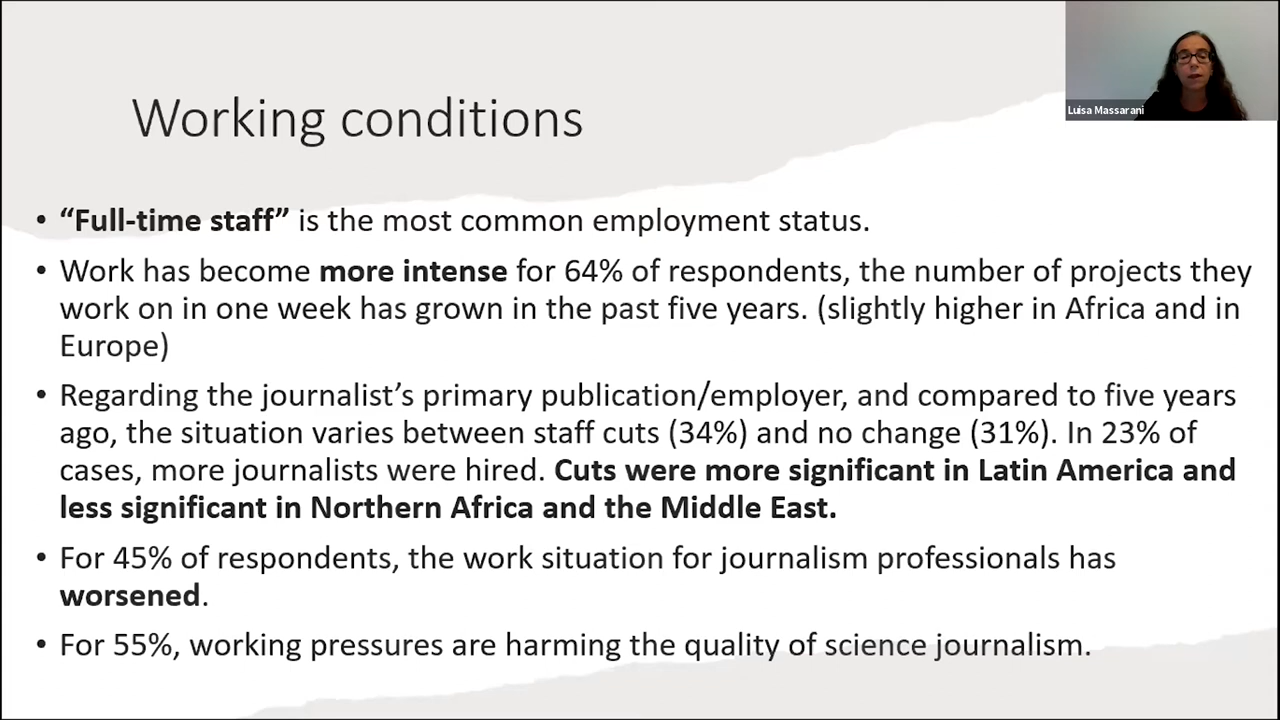 Luisa Massarani
Working conditions
• “Full-time staff” is the most common employment status.
• Work has become more intense for 64% of respondents, the number of projects they
work on in one week has grown in the past five years. (slightly higher in Africa and in
Europe)
• Regarding the journalist’s primary publication/employer, and compared to five years
ago, the situation varies between staff cuts (34%) and no change (31%). In 23% of
cases, more journalists were hired. Cuts were more significant in Latin America and
less significant in Northern Africa and the Middle East.
• For 45% of respondents, the work situation for journalism professionals has
worsened.
• For 55%, working pressures are harming the quality of science journalism.